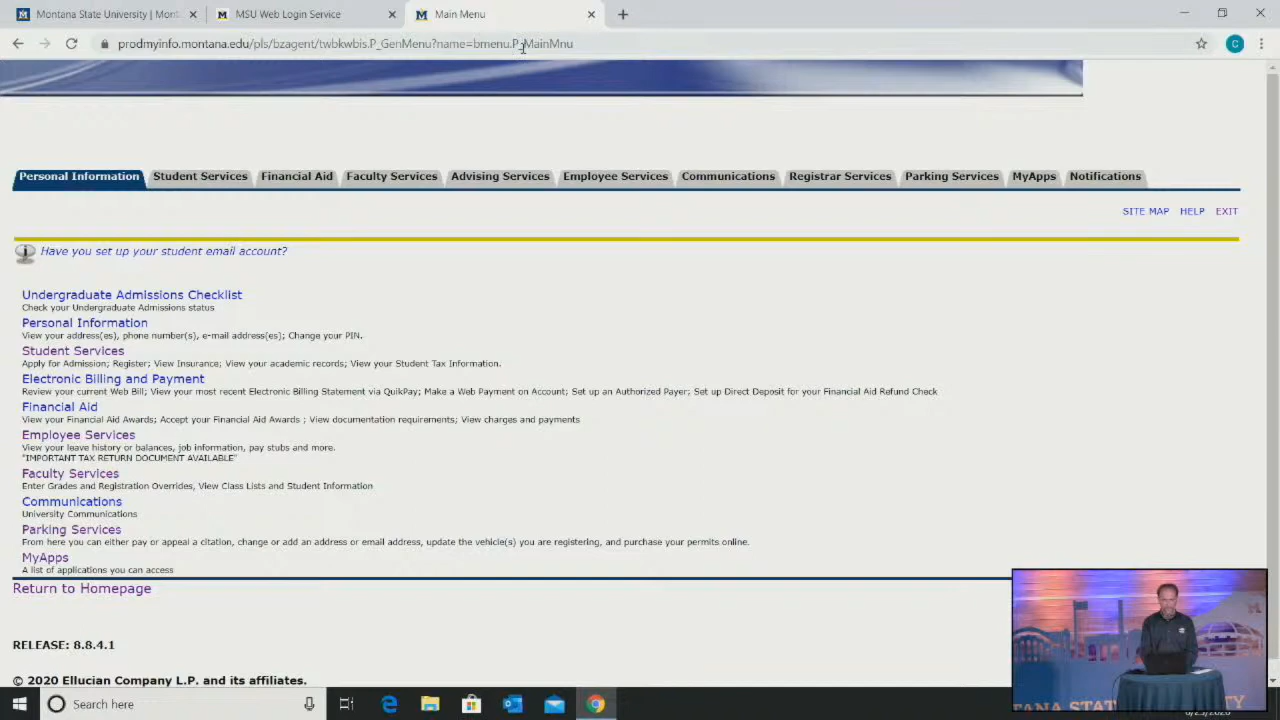 Montana State University | Mont
MSU Web Login Service
Main Menu
prodmyinfo.montana.edu/pls/bzagent/twbkwbis.P_GenMenu?name=bmenu.P_MainMnu
C
Personal Information
Student Services
Financial Aid
Faculty Services
Advising Services
Employee Services
Communications
Registrar Services
Parking Services
MyApps
Notifications
SITE MAP
HELP
EXIT
Have you set up your student email account?
Undergraduate Admissions Checklist
Check your Undergraduate Admissions status
Personal Information
View your address(es), phone number(s), e-mail address(es); Change your PIN.
Student Services
Apply for Admission; Register; View Insurance; View your academic records; View your Student Tax Information.
Electronic Billing and Payment
Review your current Web Bill; View your most recent Electronic Billing Statement via QuikPay; Make a Web Payment on Account; Set up an Authorized Payer; Set up Direct Deposit for your Financial Aid Refund Check
Financial Aid
View your Financial Aid Awards; Accept your Financial Aid Awards ; View documentation requirements; View charges and payments
Employee Services
View your leave history or balances, job information, pay stubs and more.
"IMPORTANT TAX RETURN DOCUMENT AVAILABLE"
Faculty Services
Enter Grades and Registration Overrides, View Class Lists and Student Information
Communications
University Communications
Parking Services
From here you can either pay or appeal a citation, change or add an address or email address, update the vehicle(s) you are registering, and purchase your permits online.
MyApps
A list of applications you can access
Return to Homepage
RELEASE: 8.8.4.1
© 2020 Ellucian Company L.P. and its affiliates.
Search here